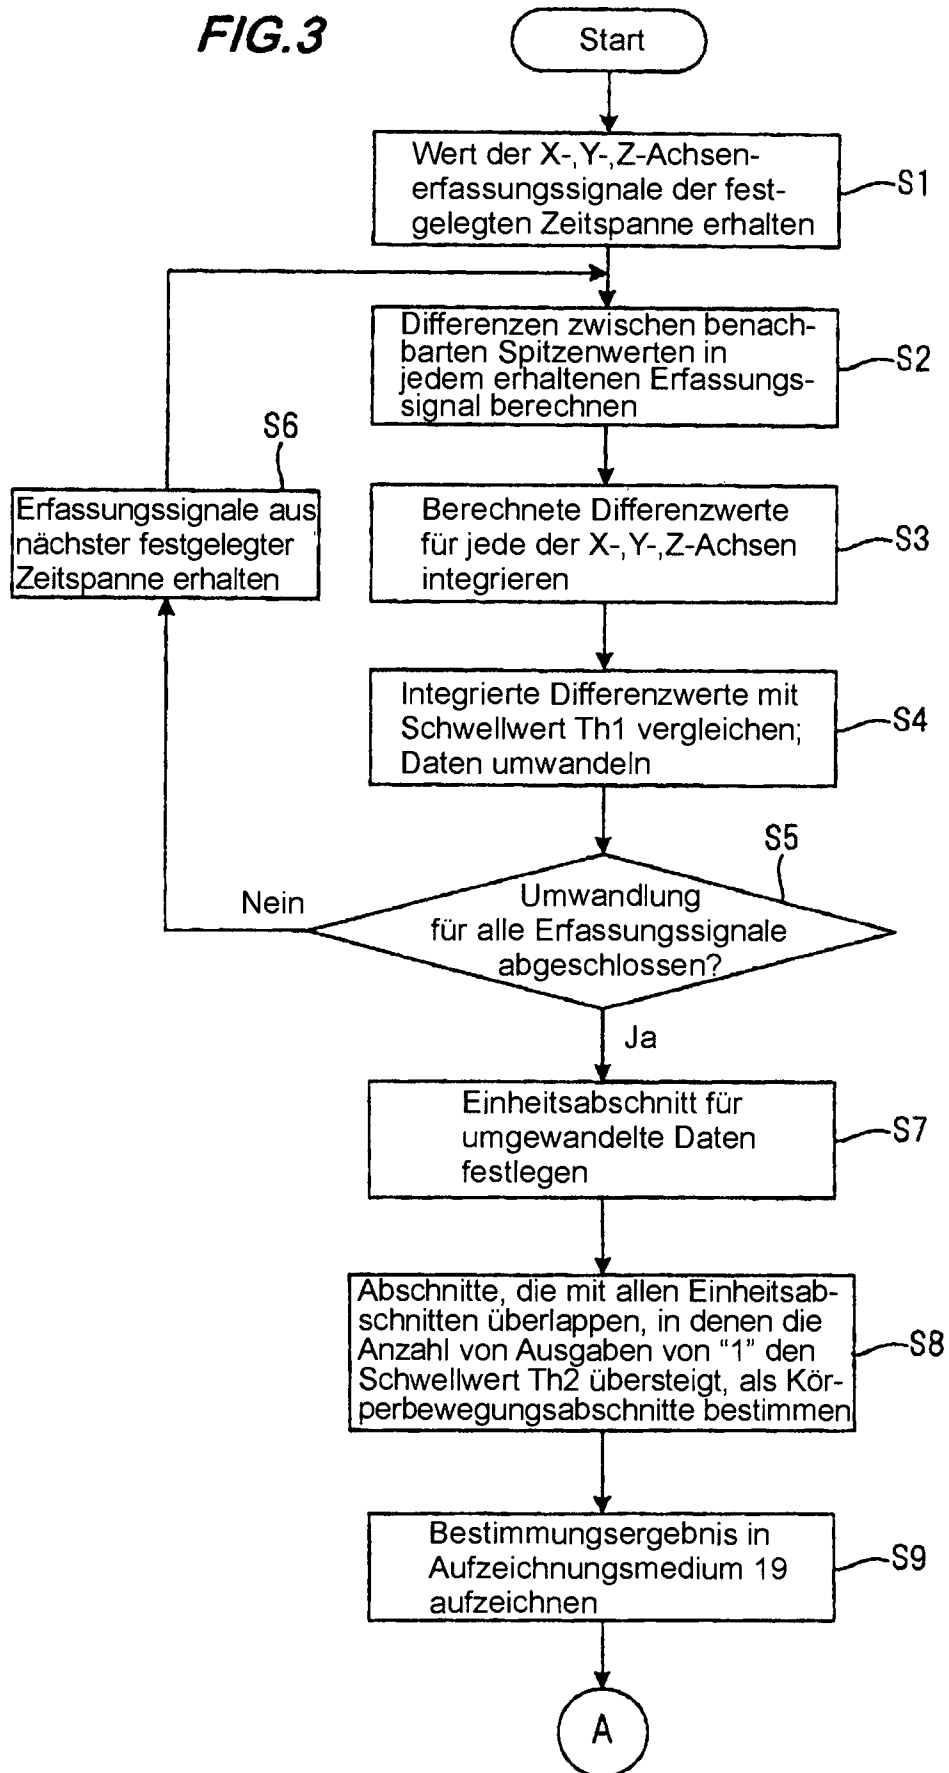 FIG.3
Start
Wert der X-,Y-,Z-Achsen-
erfassungssignale der fest-
gelegten Zeitspanne erhalten
S1
Differenzen zwischen benach-
barten Spitzenwerten in
jedem erhaltenen Erfassungs-
signal berechnen
S2
S6
Erfassungssignale aus
nächster festgelegter
Zeitspanne erhalten
Berechnete Differenzwerte
für jede der X-,Y-,Z-Achsen
integrieren
S3
Integrierte Differenzwerte mit
Schwellwert Th1 vergleichen;
Daten umwandeln
S4
S5
Nein
Umwandlung
für alle Erfassungssignale
abgeschlossen?
Ja
Einheitsabschnitt für
umgewandelte Daten
festlegen
S7
Abschnitte, die mit allen Einheitsab-
schnitten überlappen, in denen die
Anzahl von Ausgaben von "1" den
Schwellwert Th2 übersteigt, als Kör-
perbewegungsabschnitte bestimmen
S8
Bestimmungsergebnis in
Aufzeichnungsmedium 19
aufzeichnen
S9
A